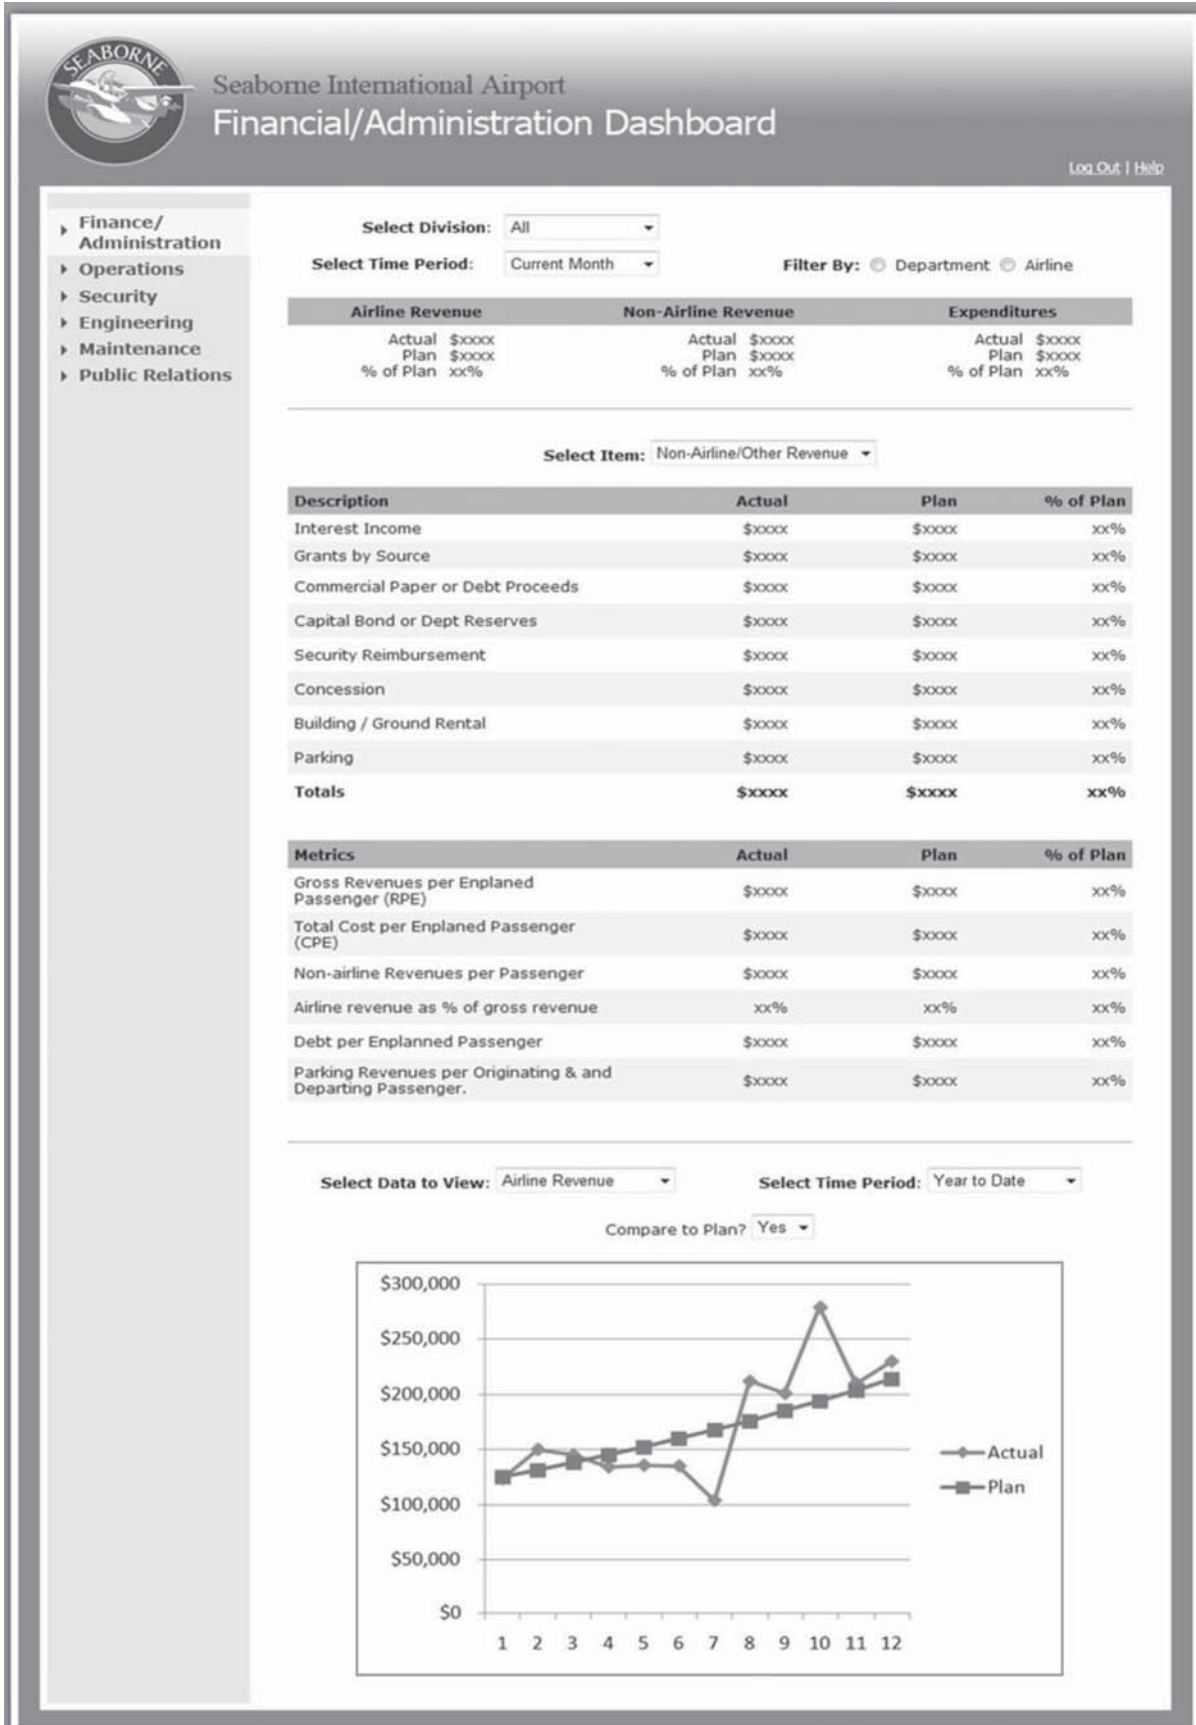 SEABORNE
Seaborne International Airport
Financial/Administration Dashboard
Log Out | Help
Finance/
Administration
Operations
Security
Engineering
Maintenance
Public Relations
Select Division: All
Select Time Period: Current Month Filter By: Department Airline
Airline Revenue Non-Airline Revenue Expenditures
Actual $xxxx Actual $xxxx Actual $xxxx
Plan $xxxx Plan $xxxx Plan $xxxx
% of Plan xx% % of Plan xx% % of Plan xx%
Select Item: Non-Airline/Other Revenue
Description Actual Plan % of Plan
Interest Income $xxxx $xxxx xx%
Grants by Source $xxxx $xxxx xx%
Commercial Paper or Debt Proceeds $xxxx $xxxx xx%
Capital Bond or Dept Reserves $xxxx $xxxx xx%
Security Reimbursement $xxxx $xxxx xx%
Concession $xxxx $xxxx xx%
Building / Ground Rental $xxxx $xxxx xx%
Parking $xxxx $xxxx xx%
Totals $xxxx $xxxx xx%
Metrics Actual Plan % of Plan
Gross Revenues per Enplaned
Passenger (RPE) $xxxx $xxxx xx%
Total Cost per Enplaned Passenger
(CPE) $xxxx $xxxx xx%
Non-airline Revenues per Passenger $xxxx $xxxx xx%
Airline revenue as % of gross revenue xx% xx% xx%
Debt per Enplanned Passenger $xxxx $xxxx xx%
Parking Revenues per Originating & and
Departing Passenger. $xxxx $xxxx xx%
Select Data to View: Airline Revenue Select Time Period: Year to Date
Compare to Plan? Yes
$300,000
$250,000
$200,000
$150,000
$100,000
$50,000
$0
1 2 3 4 5 6 7 8 9 10 11 12
Actual
Plan